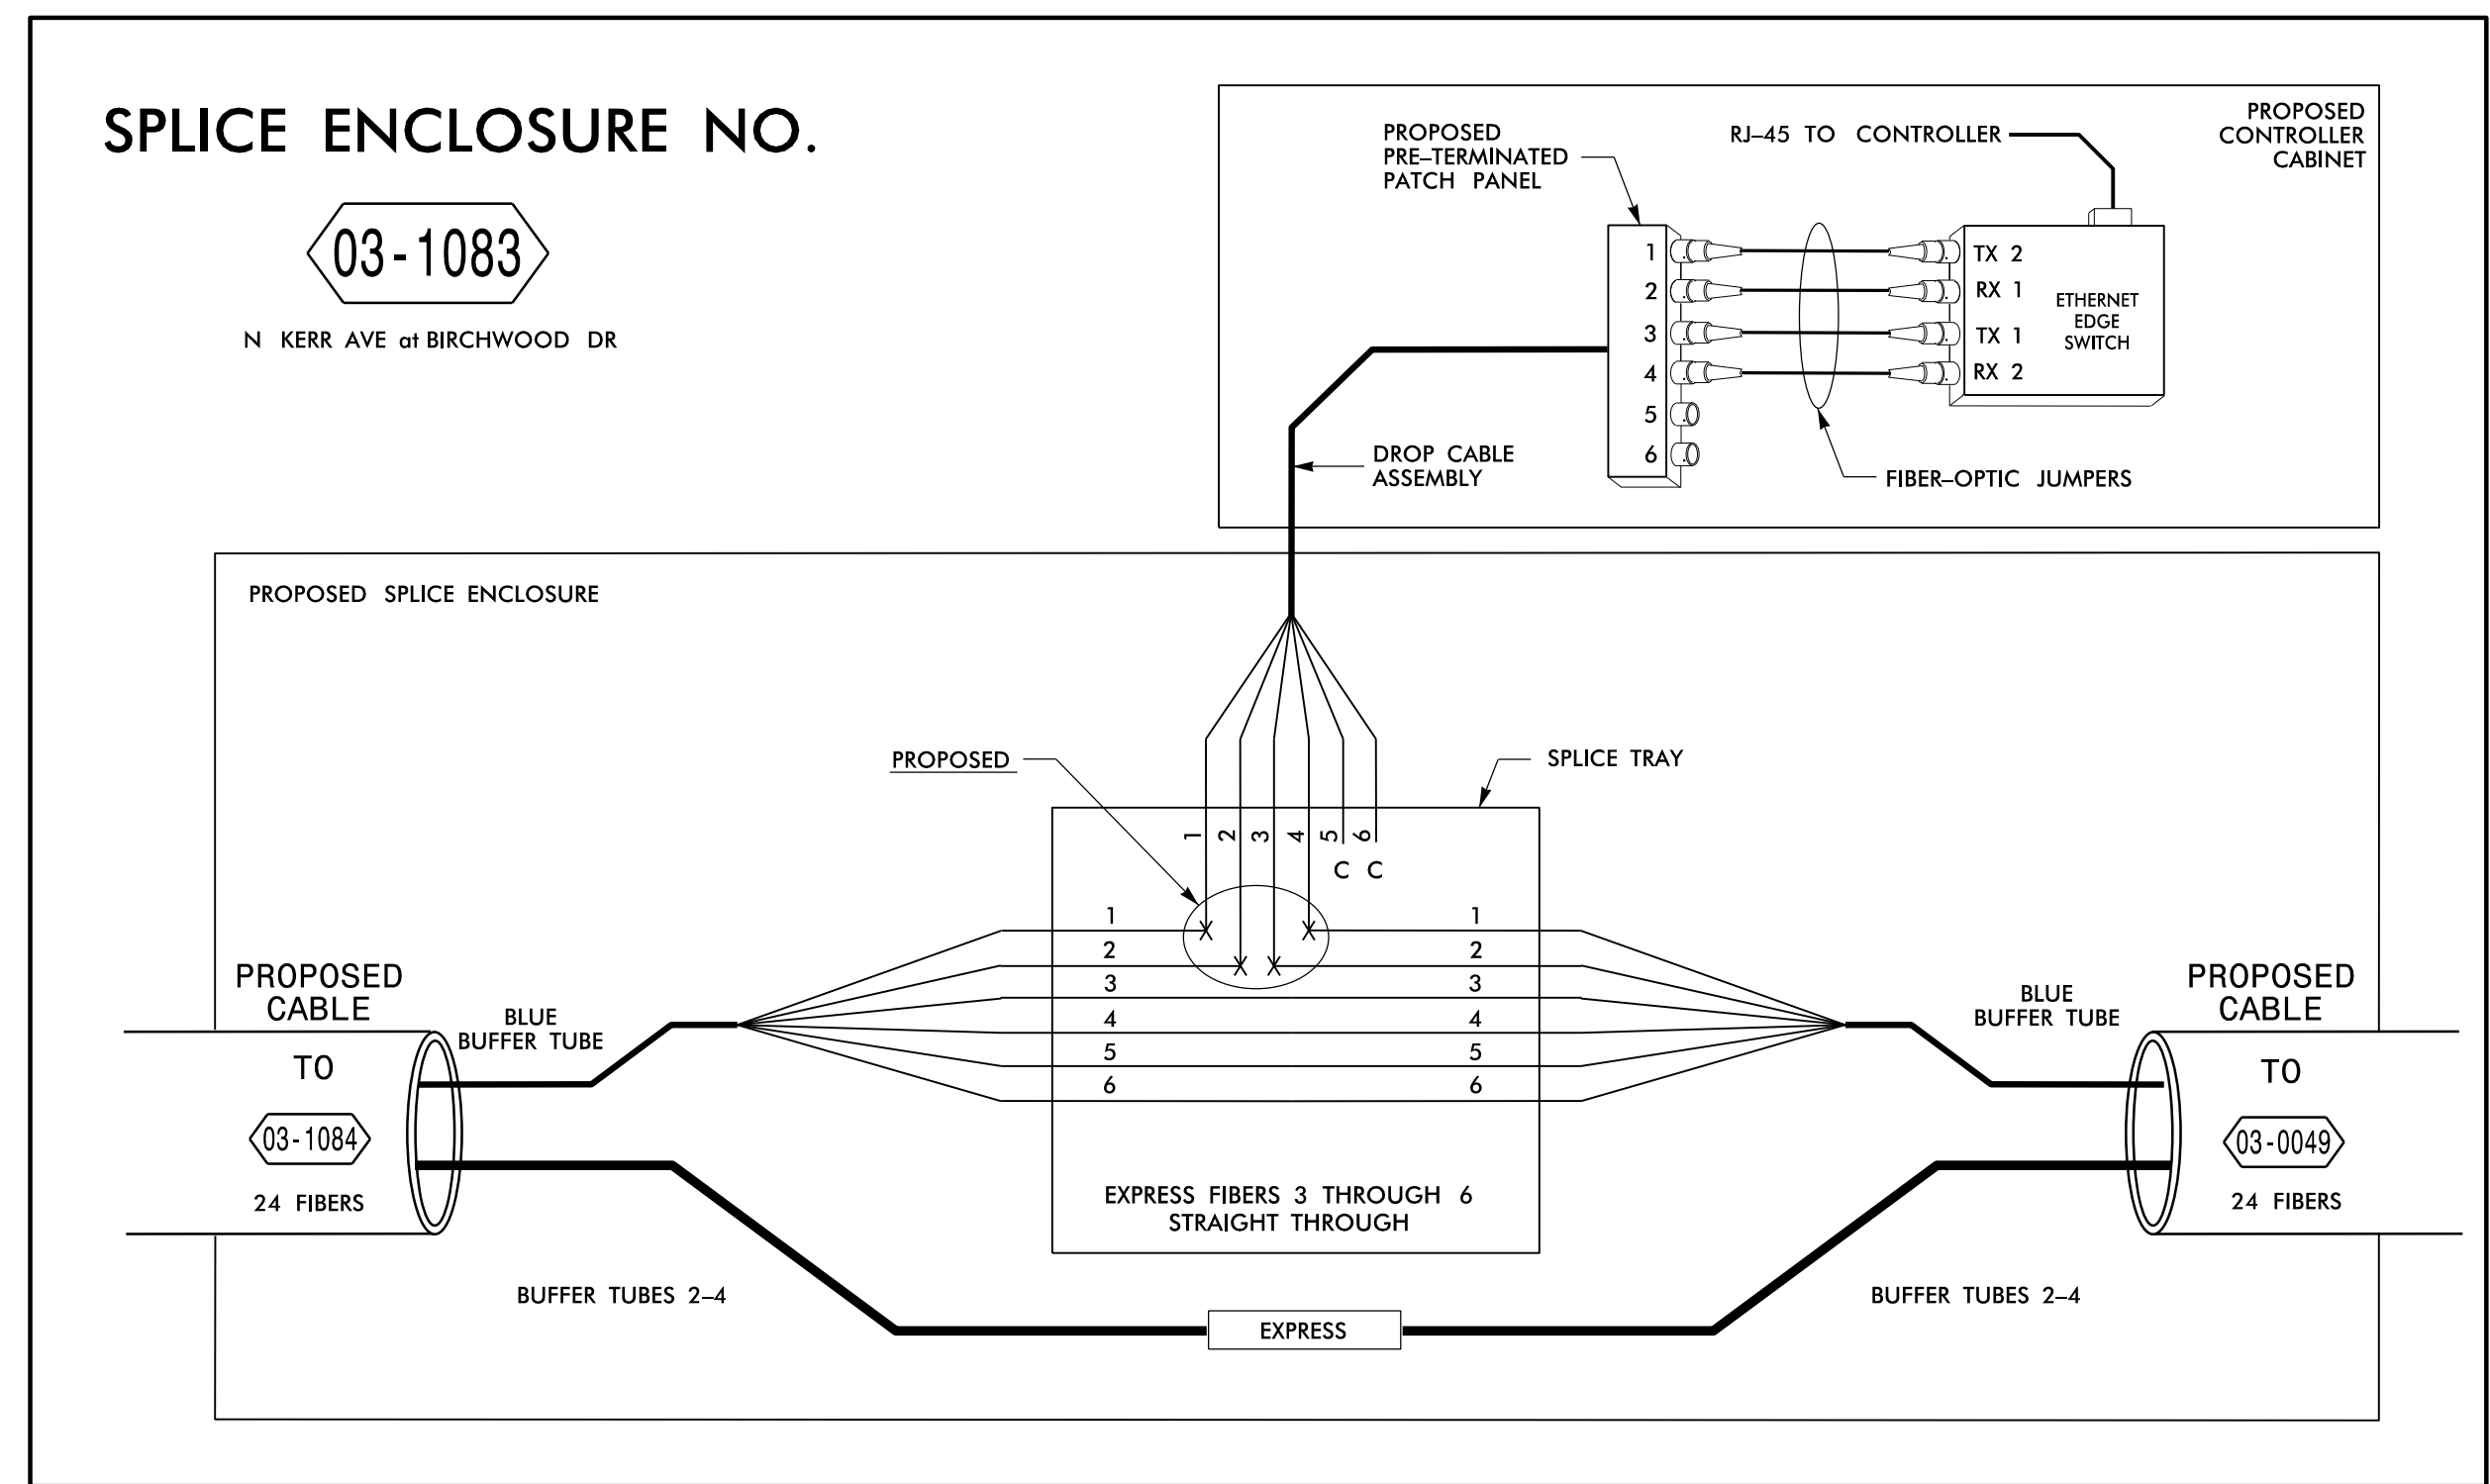 SPLICE ENCLOSURE NO.
03-1083
N KERR AVE at BIRCHWOOD DR
PROPOSED
CONTROLLER
CABINET
PROPOSED
PRE-TERMINATED
PATCH PANEL
RJ-45 TO CONTROLLER
1
2
3
4
5
6
TX 2
RX 1
TX 1
RX 2
ETHERNET
EDGE
SWITCH
DROP CABLE
ASSEMBLY
FIBER-OPTIC JUMPERS
PROPOSED SPLICE ENCLOSURE
PROPOSED
SPLICE TRAY
1 2 3 4 5 6
C C
1 1
2 2
3 3
4 4
5 5
6 6
PROPOSED
CABLE
TO
03-1084
24 FIBERS
BLUE
BUFFER TUBE
BLUE
BUFFER TUBE
PROPOSED
CABLE
TO
03-0049
24 FIBERS
EXPRESS FIBERS 3 THROUGH 6
STRAIGHT THROUGH
BUFFER TUBES 2-4
EXPRESS
BUFFER TUBES 2-4